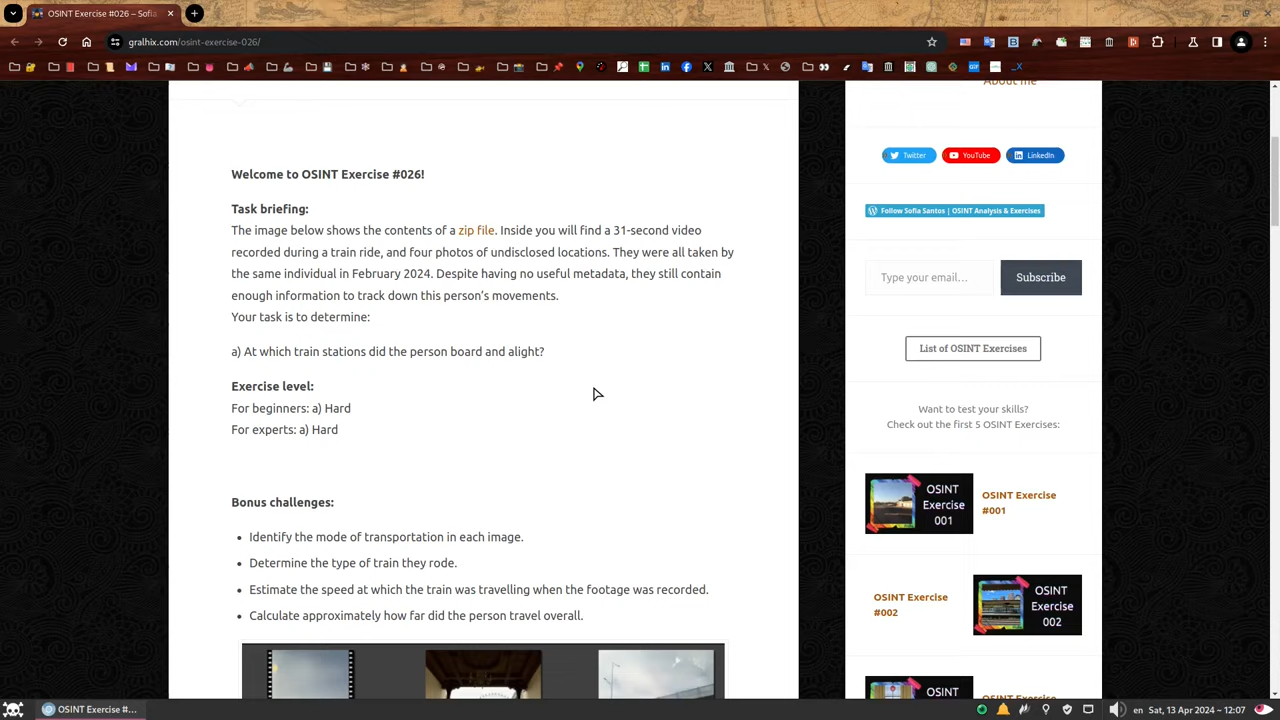 OSINT Exercise #026 – Sofia
gralhix.com/osint-exercise-026/
About me
Twitter
YouTube
LinkedIn
Welcome to OSINT Exercise #026!
Follow Sofia Santos | OSINT Analysis & Exercises
Task briefing:
The image below shows the contents of a zip file. Inside you will find a 31-second video
recorded during a train ride, and four photos of undisclosed locations. They were all taken by
the same individual in February 2024. Despite having no useful metadata, they still contain
enough information to track down this person’s movements.
Your task is to determine:
Type your email…
Subscribe
a) At which train stations did the person board and alight?
List of OSINT Exercises
Exercise level:
For beginners: a) Hard
For experts: a) Hard
Want to test your skills?
Check out the first 5 OSINT Exercises:
Bonus challenges:
OSINT
Exercise
001
OSINT Exercise
#001
Identify the mode of transportation in each image.
Determine the type of train they rode.
Estimate the speed at which the train was travelling when the footage was recorded.
Calculate approximately how far did the person travel overall.
OSINT Exercise
#002
OSINT
Exercise
002
OSINT
OSINT Exercise
OSINT Exercise #...
en
Sat, 13 Apr 2024 ~ 12:07